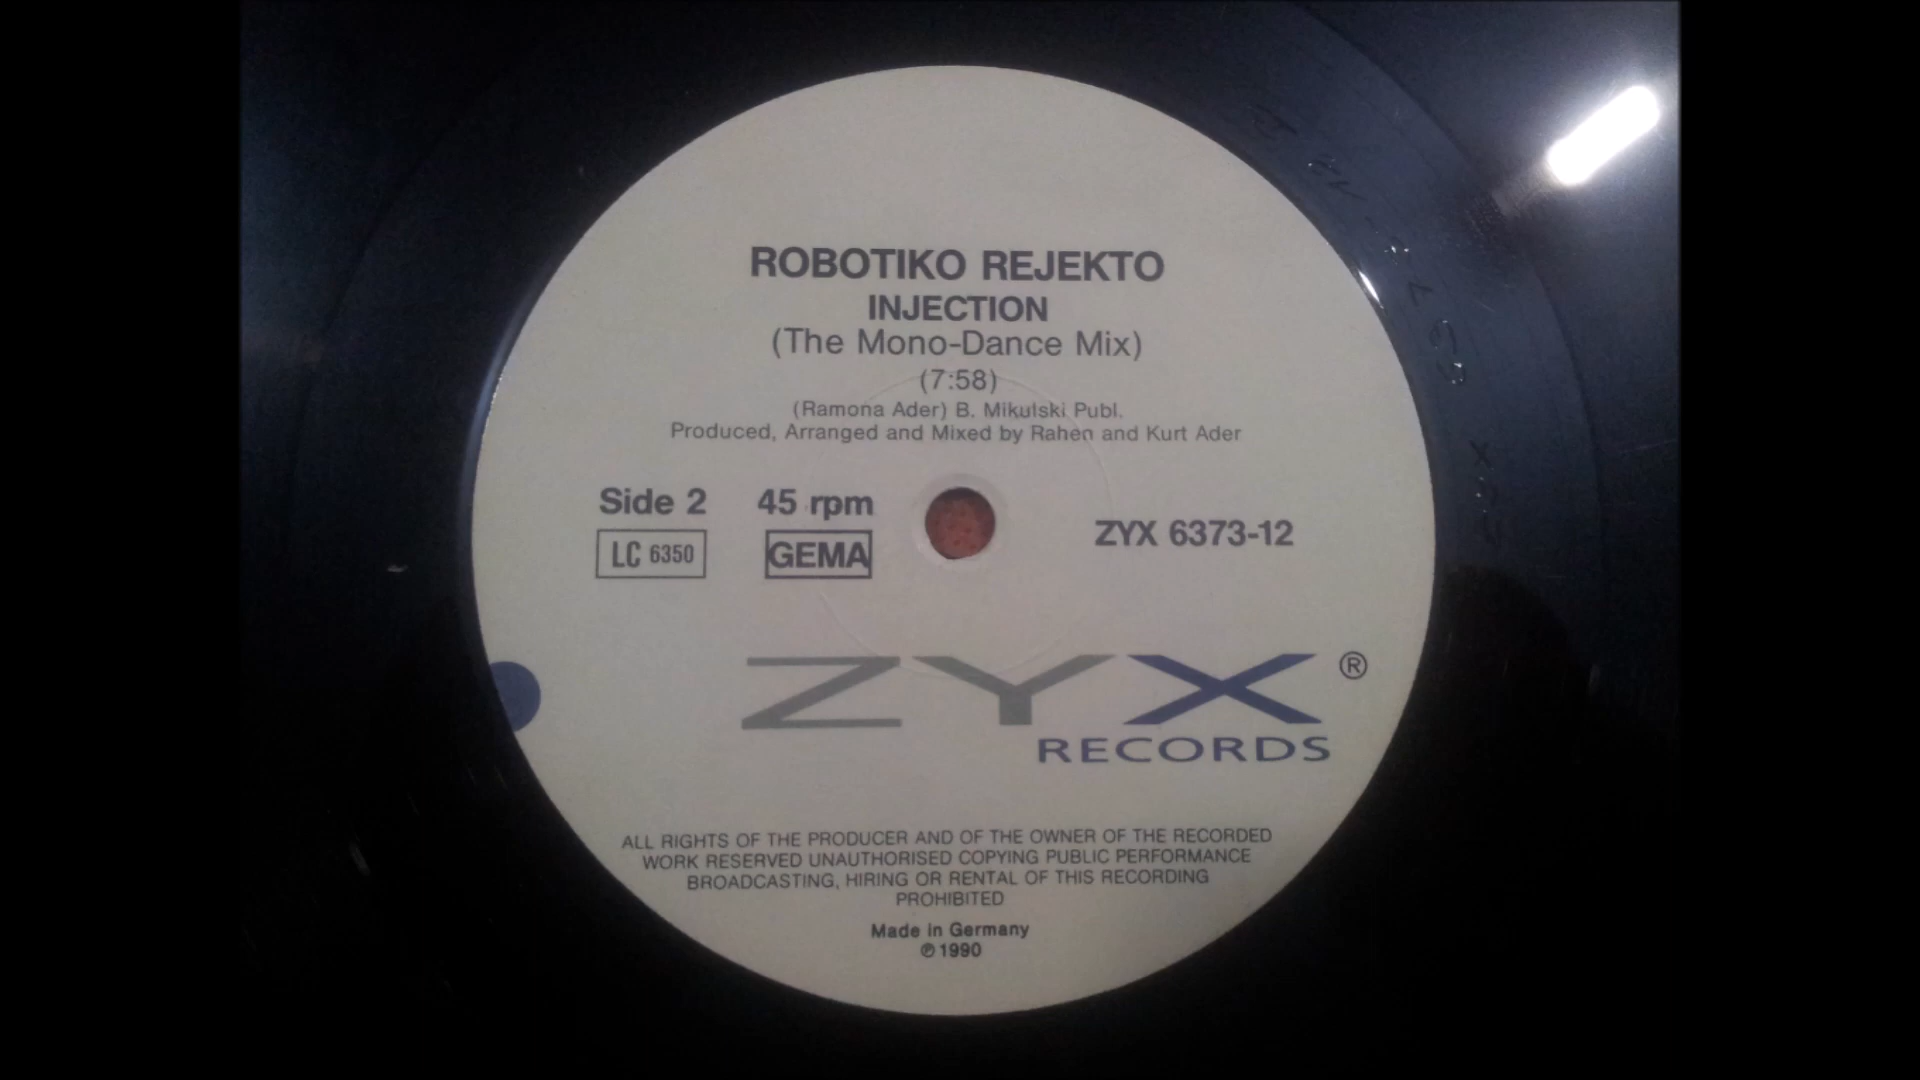 ROBOTIKO REJEKTO
INJECTION
(The Mono-Dance Mix)
(7:58)
(Ramona Ader) B. Mikulski Publ.
Produced, Arranged and Mixed by Rahen and Kurt Ader
Side 2 45 rpm
ZYX 6373-12
LC 6350 GEMA
ZYX ®
RECORDS
ALL RIGHTS OF THE PRODUCER AND OF THE OWNER OF THE RECORDED
WORK RESERVED UNAUTHORISED COPYING PUBLIC PERFORMANCE
BROADCASTING, HIRING OR RENTAL OF THIS RECORDING
PROHIBITED
Made in Germany
℗ 1990